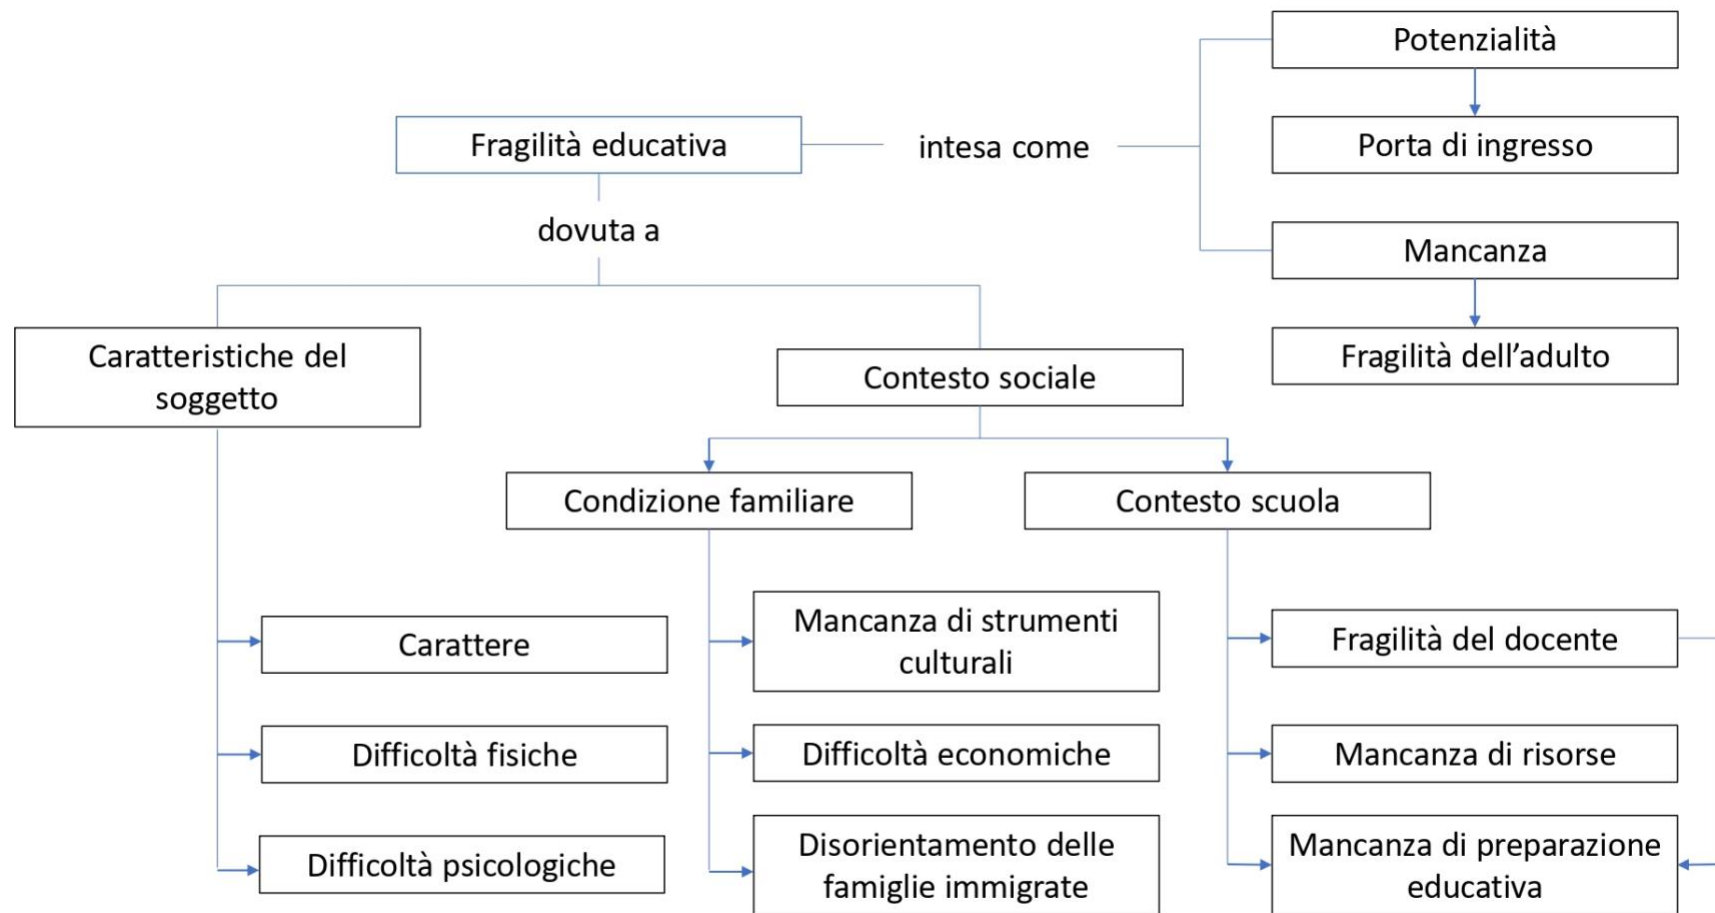 Potenzialità
Fragilità educativa
intesa come
Porta di ingresso
dovuta a
Mancanza
Caratteristiche del
soggetto
Contesto sociale
Fragilità dell’adulto
Condizione familiare
Contesto scuola
Carattere
Mancanza di strumenti
culturali
Fragilità del docente
Difficoltà fisiche
Difficoltà economiche
Mancanza di risorse
Difficoltà psicologiche
Disorientamento delle
famiglie immigrate
Mancanza di preparazione
educativa